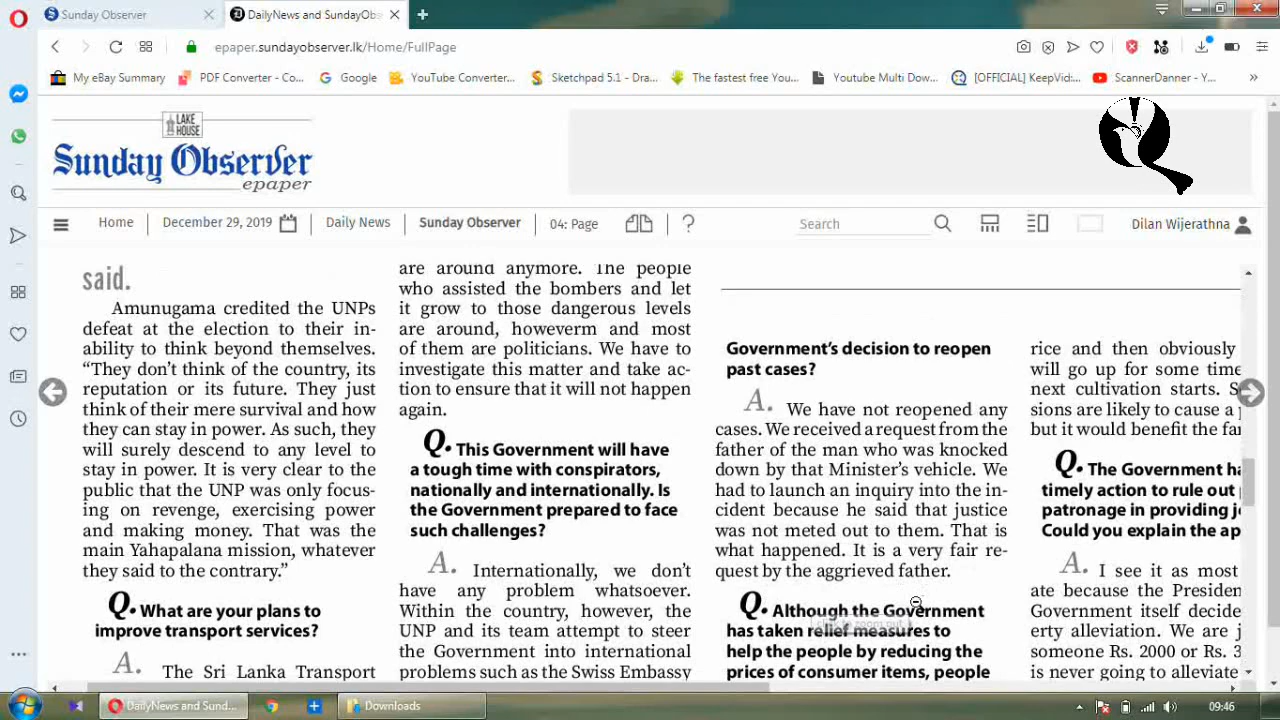 Sunday Observer
DailyNews and SundayObs
epaper.sundayobserver.lk/Home/FullPage
My eBay Summary
PDF Converter - Co...
Google
YouTube Converter...
Sketchpad 5.1 - Dra...
The fastest free You...
Youtube Multi Dow...
[OFFICIAL] KeepVid:...
ScannerDanner - Y...
LAKE
HOUSE
Sunday Observer
epaper
Home
December 29, 2019
Daily News
Sunday Observer
04: Page
?
Search
Dilan Wijerathna
said.
Amunugama credited the UNPs
defeat at the election to their in-
ability to think beyond themselves.
“They don’t think of the country, its
reputation or its future. They just
think of their mere survival and how
they can stay in power. As such, they
will surely descend to any level to
stay in power. It is very clear to the
public that the UNP was only focus-
ing on revenge, exercising power
and making money. That was the
main Yahapalana mission, whatever
they said to the contrary.”
Q. What are your plans to
improve transport services?
A. The Sri Lanka Transport
are around anymore. The people
who assisted the bombers and let
it grow to those dangerous levels
are around, howeverm and most
of them are politicians. We have to
investigate this matter and take ac-
tion to ensure that it will not happen
again.
Q. This Government will have
a tough time with conspirators,
nationally and internationally. Is
the Government prepared to face
such challenges?
A. Internationally, we don’t
have any problem whatsoever.
Within the country, however, the
UNP and its team attempt to steer
the Government into international
problems such as the Swiss Embassy
Government’s decision to reopen
past cases?
A. We have not reopened any
cases. We received a request from the
father of the man who was knocked
down by that Minister’s vehicle. We
had to launch an inquiry into the in-
cident because he said that justice
was not meted out to them. That is
what happened. It is a very fair re-
quest by the aggrieved father.
Q. Although the Government
has taken relief measures to
help the people by reducing the
prices of consumer items, people
rice and then obviously
will go up for some time
next cultivation starts. S
sions are likely to cause a p
but it would benefit the far
Q. The Government ha
timely action to rule out p
patronage in providing jo
Could you explain the ap
A. I see it as most
ate because the Presiden
Government itself decide
erty alleviation. We are j
someone Rs. 2000 or Rs. 3
is never going to alleviate
DailyNews and Sund...
Downloads
09:46